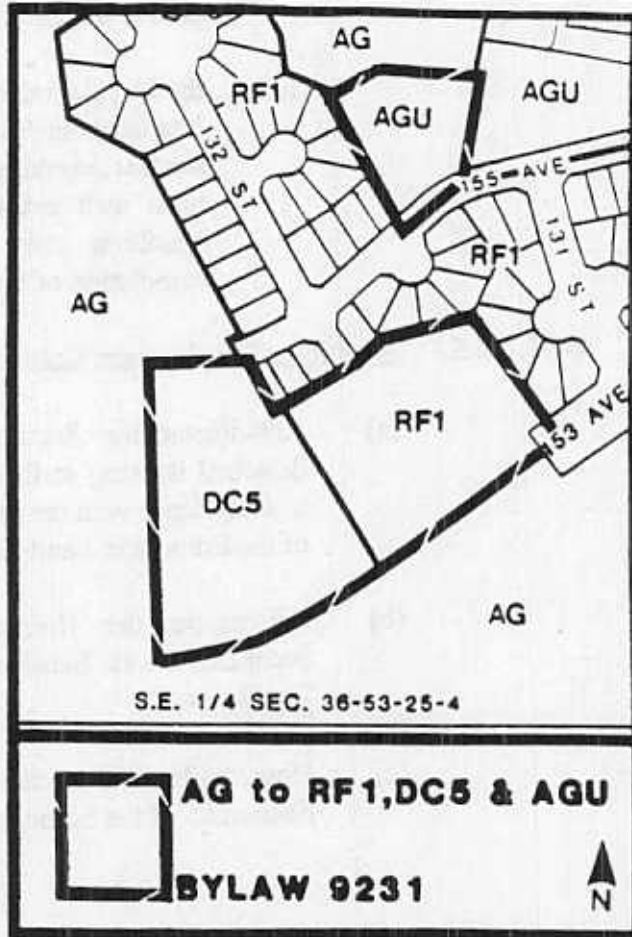 AG
RF1
AGU
AGU
132 ST
155 AVE
RF1
131 ST
AG
RF1
153 AVE
DC5
AG
S.E. 1/4 SEC. 36-53-25-4
AG to RF1,DC5 & AGU
BYLAW 9231
N